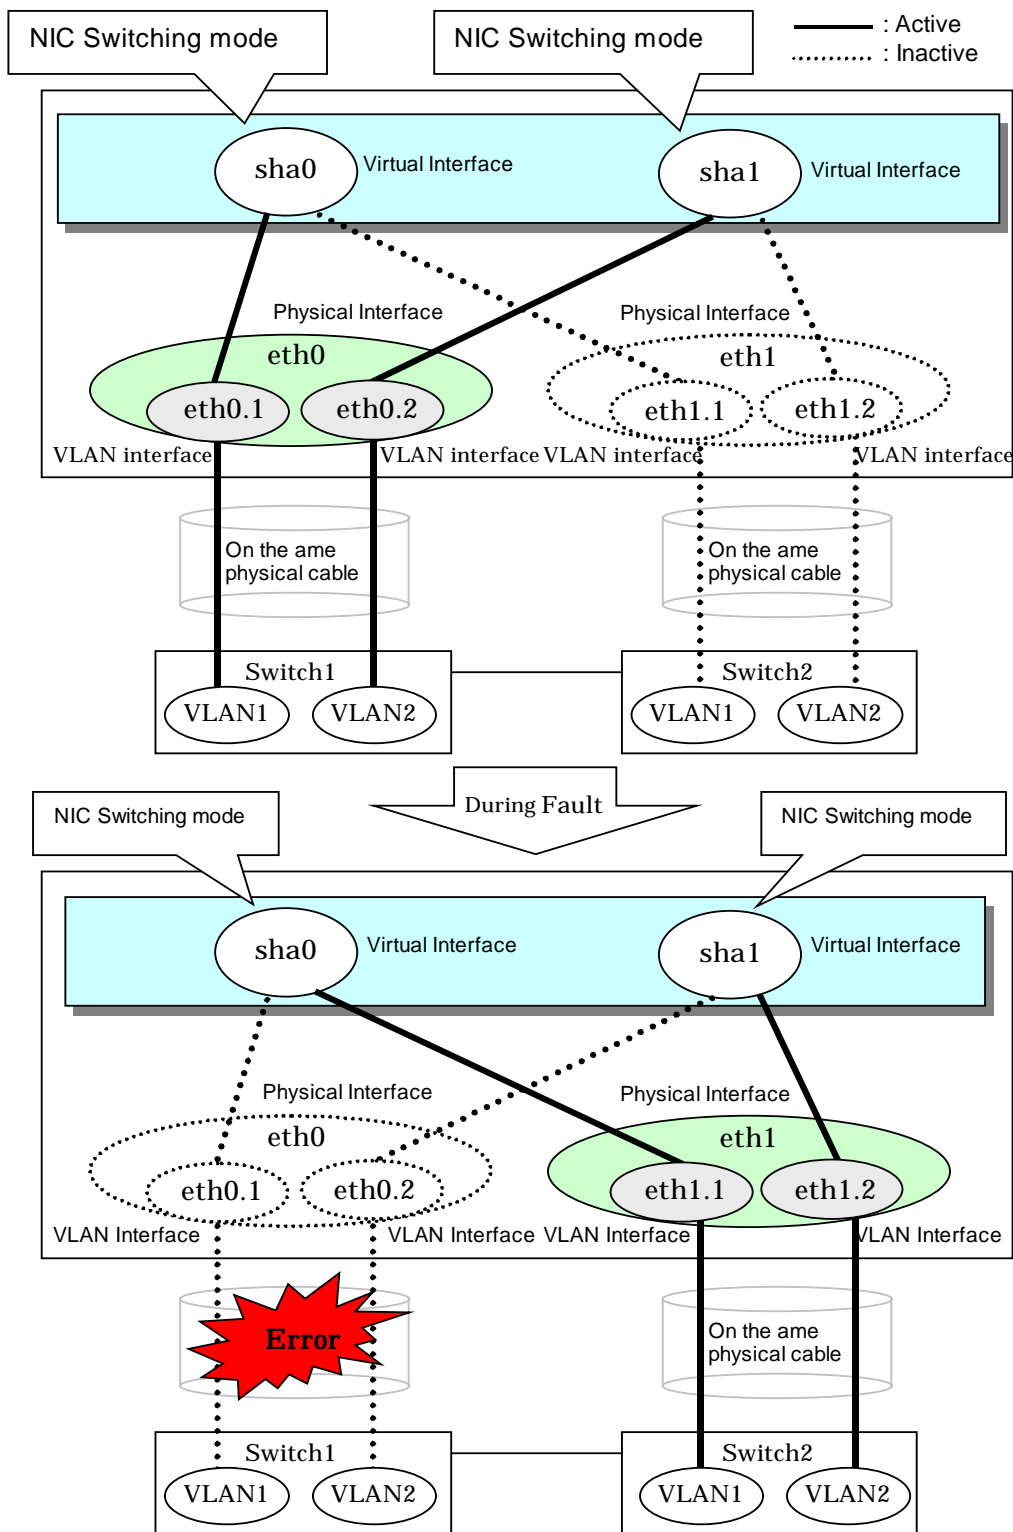 NIC Switching mode
NIC Switching mode
: Active
: Inactive
sha0
Virtual Interface
sha1
Virtual Interface
Physical Interface
Physical Interface
eth0
eth1
eth0.1
eth0.2
eth1.1
eth1.2
VLAN interface
VLAN interface
VLAN interface
VLAN interface
On the ame
physical cable
On the ame
physical cable
Switch1
Switch2
VLAN1
VLAN2
VLAN1
VLAN2
During Fault
NIC Switching mode
NIC Switching mode
sha0
Virtual Interface
sha1
Virtual Interface
Physical Interface
Physical Interface
eth0
eth1
eth0.1
eth0.2
eth1.1
eth1.2
VLAN Interface
VLAN Interface
VLAN Interface
VLAN Interface
Error
On the ame
physical cable
Switch1
Switch2
VLAN1
VLAN2
VLAN1
VLAN2